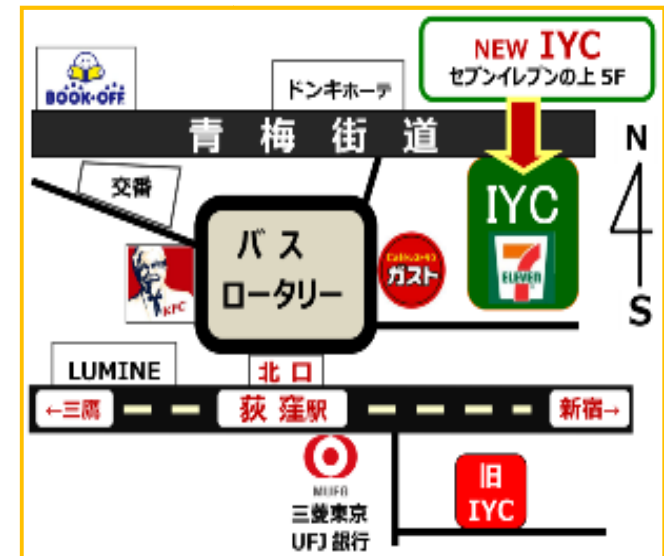 NEW IYC
セブンイレブンの上 5F
BOOK·OFF
ドンキホーテ
青梅街道
N
交番
IYC
バス
ロータリー
ガスト
7
ELEVEN
KFC
S
LUMINE
北口
←三鷹
荻窪駅
新宿→
MUFG
三菱東京
UFJ 銀行
旧
IYC